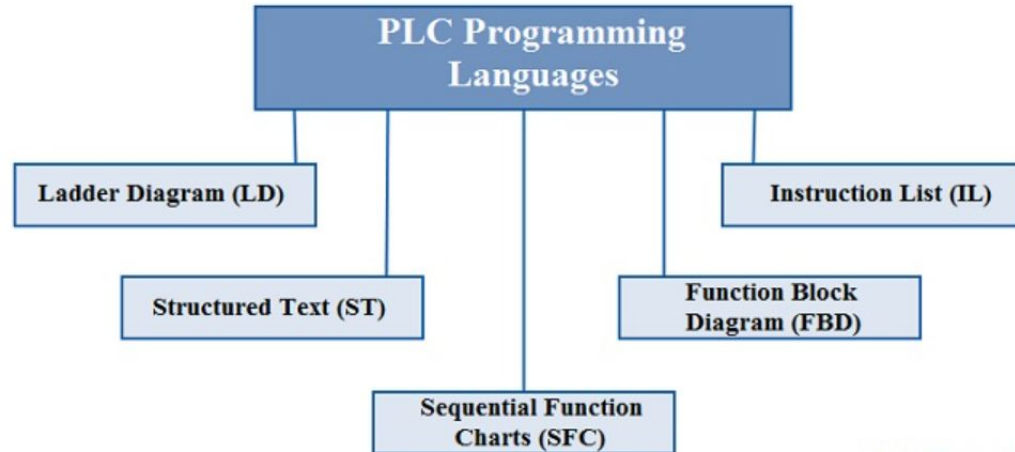 PLC Programming
Languages
Ladder Diagram (LD)
Instruction List (IL)
Structured Text (ST)
Function Block
Diagram (FBD)
Sequential Function
Charts (SFC)